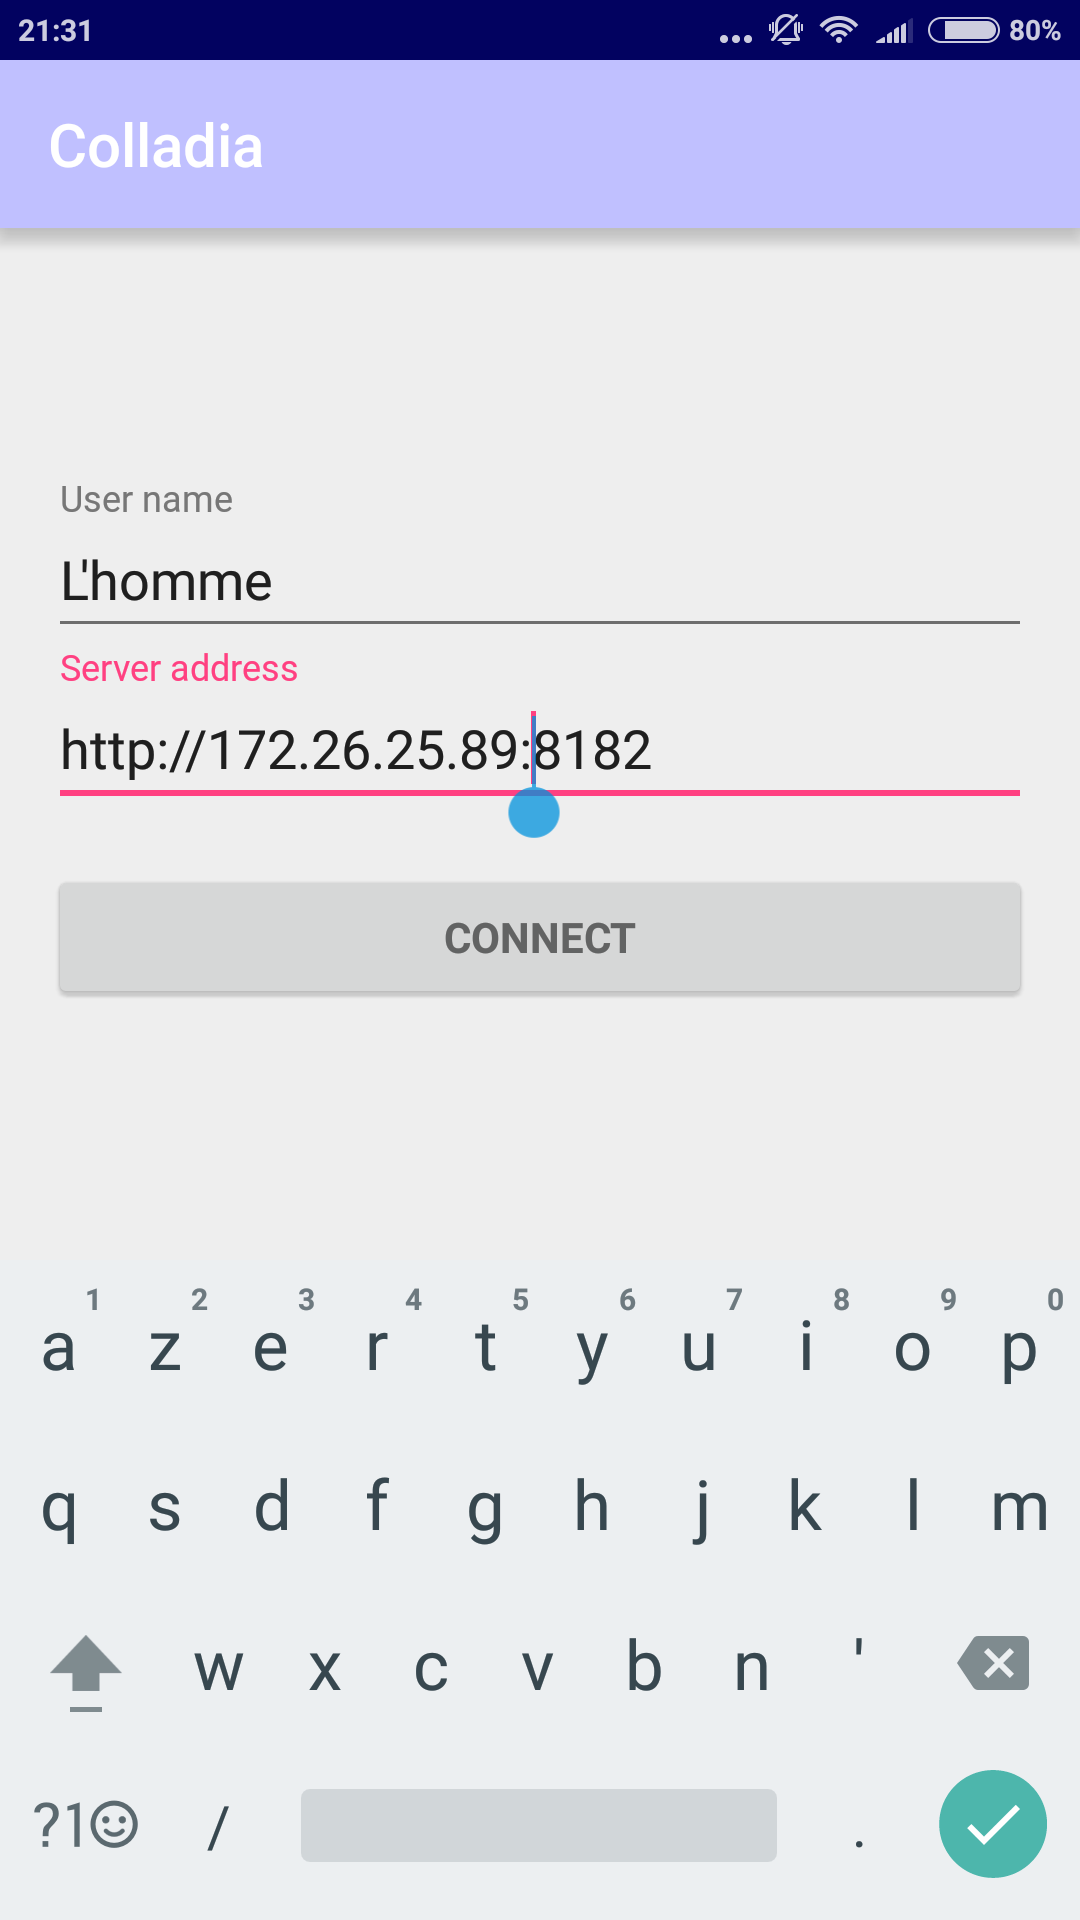 21:31 80%
Colladia
User name
L'homme
Server address
http://172.26.25.89:8182
CONNECT
1 2 3 4 5 6 7 8 9 0
a z e r t y u i o p
q s d f g h j k l m
w x c v b n '
?1 / .